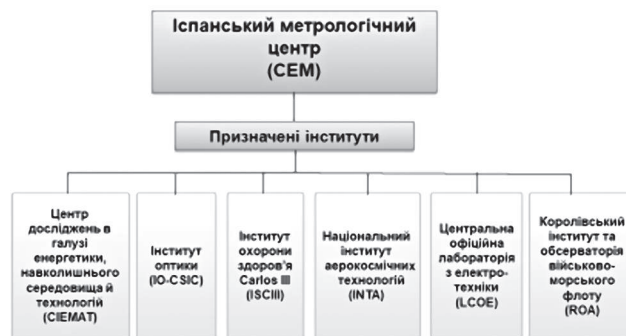 Іспанський метрологічний
центр
(CEM)
Призначені інститути
Центр
досліджень в
галузі
енергетики,
навколишнього
середовища й
технологій
(CIEMAT)
Інститут
оптики
(IO-CSIC)
Інститут
охорони
здоров'я
Carlos III
(ISCIII)
Національний
інститут
аерокосмічних
технологій
(INTA)
Центральна
офіційна
лабораторія
з електро-
техніки
(LCOE)
Королівський
інститут та
обсерваторія
військово-
морського
флоту
(ROA)